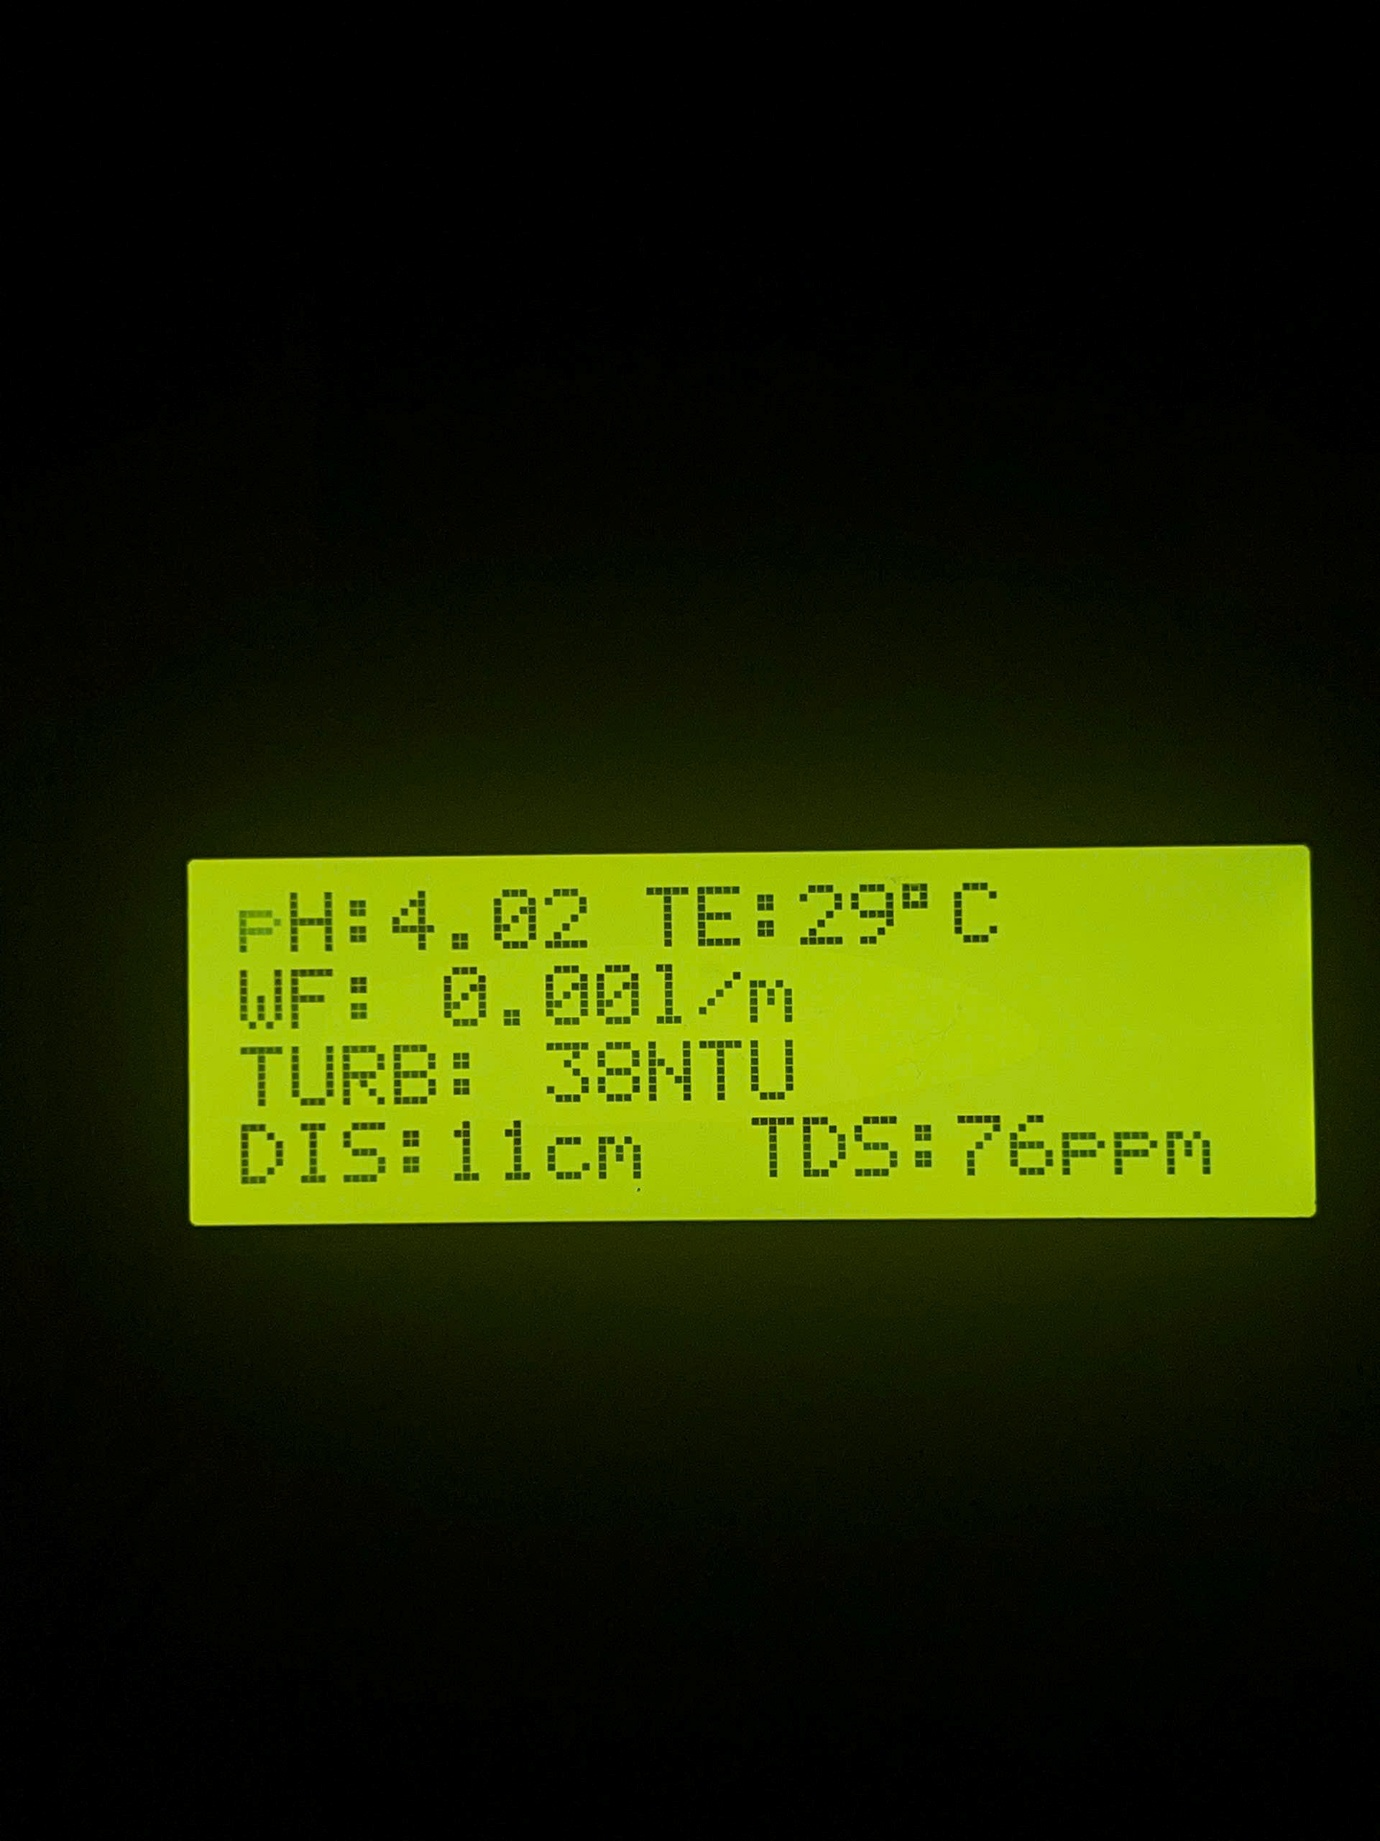 pH:4.02 TE:29°C
WF: 0.00l/m
TURB: 38NTU
DIS:11cm TDS:76ppm